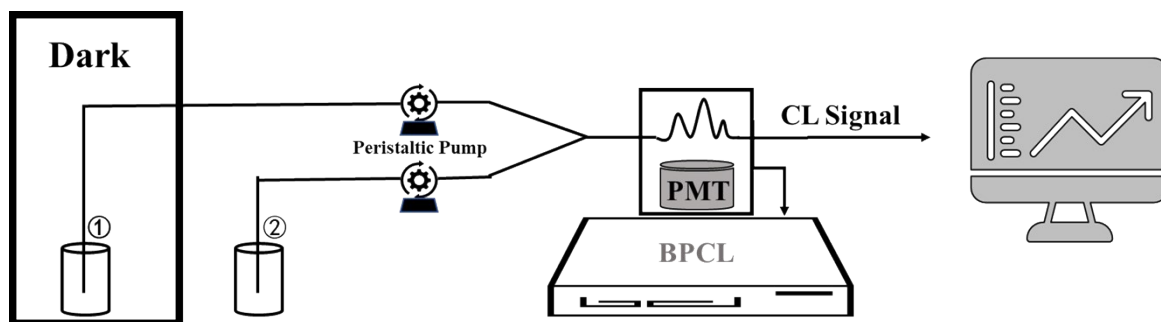 Dark
Peristaltic Pump
CL Signal
PMT
①
②
BPCL